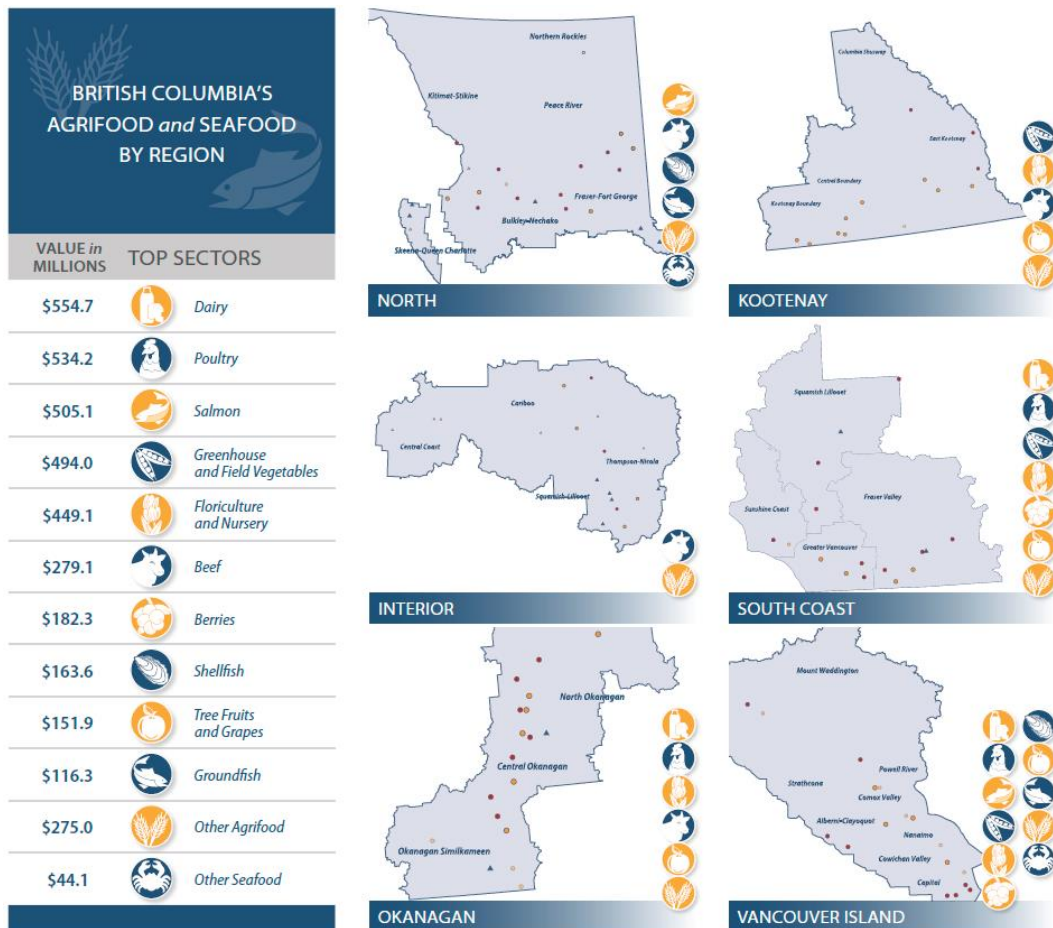 BRITISH COLUMBIA'S
AGRIFOOD and SEAFOOD
BY REGION
VALUE in
MILLIONS
TOP SECTORS
$554.7
Dairy
$534.2
Poultry
$505.1
Salmon
$494.0
Greenhouse
and Field Vegetables
$449.1
Floriculture
and Nursery
$279.1
Beef
$182.3
Berries
$163.6
Shellfish
$151.9
Tree Fruits
and Grapes
$116.3
Groundfish
$275.0
Other Agrifood
$44.1
Other Seafood
Northern Rockies
Kitimat-Stikine
Peace River
Fraser-Fort George
Bulkley-Nechako
Skeena-Queen Charlotte
NORTH
Columbia Shuswap
East Kootenay
Central Boundary
Kootenay Boundary
KOOTENAY
Cariboo
Central Coast
Thompson-Nicola
Squamish-Lillooet
INTERIOR
Squamish Lillooet
Fraser Valley
Sunshine Coast
Greater Vancouver
SOUTH COAST
North Okanagan
Central Okanagan
Okanagan Similkameen
OKANAGAN
Mount Waddington
Powell River
Strathcona
Comox Valley
Alberni-Clayoquot
Nanaimo
Cowichan Valley
Capital
VANCOUVER ISLAND